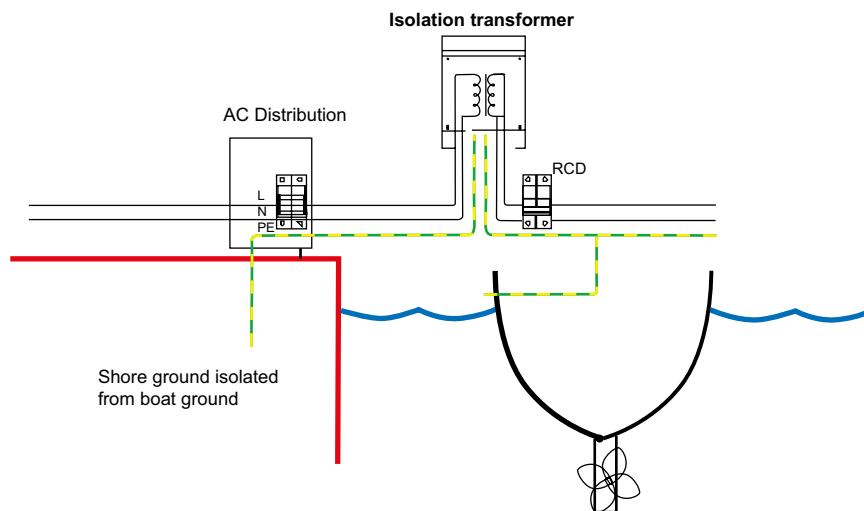 Isolation transformer
AC Distribution
RCD
L
N
PE
Shore ground isolated
from boat ground